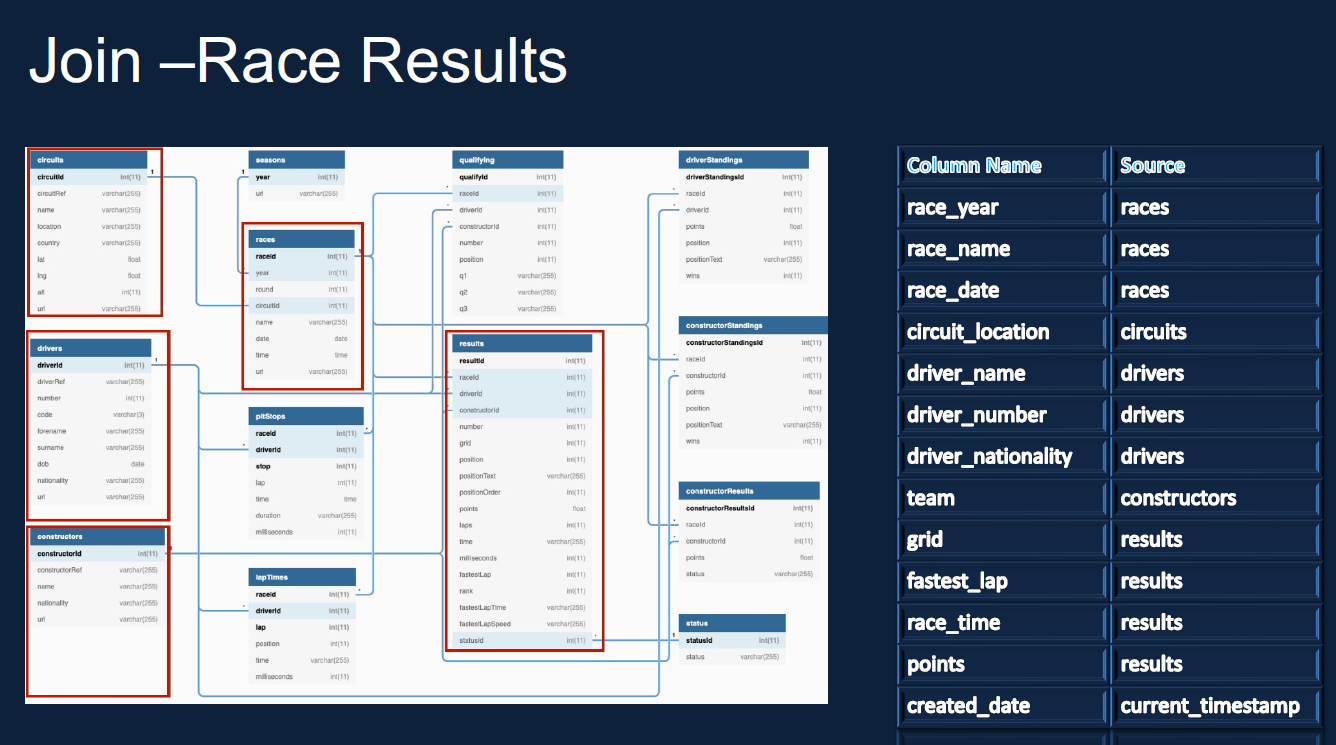 Join –Race Results
circuits
circuitId int(11)
circuitRef varchar(255)
name varchar(255)
location varchar(255)
country varchar(255)
lat float
lng float
alt int(11)
url varchar(255)
drivers
driverId int(11)
driverRef varchar(255)
number int(11)
code varchar(3)
forename varchar(255)
surname varchar(255)
dob date
nationality varchar(255)
url varchar(255)
constructors
constructorId int(11)
constructorRef varchar(255)
name varchar(255)
nationality varchar(255)
url varchar(255)
seasons
year int(11)
url varchar(255)
races
raceId int(11)
year int(11)
round int(11)
circuitId int(11)
name varchar(255)
date date
time time
url varchar(255)
pitStops
raceId int(11)
driverId int(11)
stop int(11)
lap int(11)
time time
duration varchar(255)
milliseconds int(11)
lapTimes
raceId int(11)
driverId int(11)
lap int(11)
position int(11)
time varchar(255)
milliseconds int(11)
qualifying
qualifyId int(11)
raceId int(11)
driverId int(11)
constructorId int(11)
number int(11)
position int(11)
q1 varchar(255)
q2 varchar(255)
q3 varchar(255)
results
resultId int(11)
raceId int(11)
driverId int(11)
constructorId int(11)
number int(11)
grid int(11)
position int(11)
positionText varchar(255)
positionOrder int(11)
points float
laps int(11)
time varchar(255)
milliseconds int(11)
fastestLap int(11)
rank int(11)
fastestLapTime varchar(255)
fastestLapSpeed varchar(255)
statusId int(11)
driverStandings
driverStandingsId int(11)
raceId int(11)
driverId int(11)
points float
position int(11)
positionText varchar(255)
wins int(11)
constructorStandings
constructorStandingsId int(11)
raceId int(11)
constructorId int(11)
points float
position int(11)
positionText varchar(255)
wins int(11)
constructorResults
constructorResultsId int(11)
raceId int(11)
constructorId int(11)
points float
status varchar(255)
status
statusId int(11)
status varchar(255)
1
1
1
1
Column Name Source
race_year races
race_name races
race_date races
circuit_location circuits
driver_name drivers
driver_number drivers
driver_nationality drivers
team constructors
grid results
fastest_lap results
race_time results
points results
created_date current_timestamp